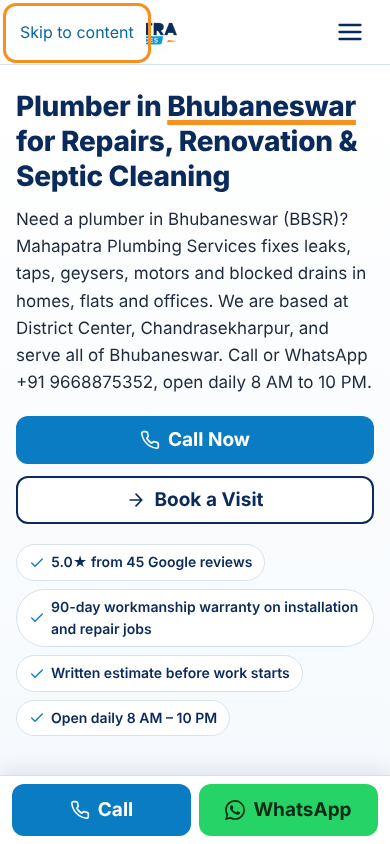 Skip to content
Plumber in Bhubaneswar
for Repairs, Renovation &
Septic Cleaning
Need a plumber in Bhubaneswar (BBSR)?
Mahapatra Plumbing Services fixes leaks,
taps, geysers, motors and blocked drains in
homes, flats and offices. We are based at
District Center, Chandrasekharpur, and
serve all of Bhubaneswar. Call or WhatsApp
+91 9668875352, open daily 8 AM to 10 PM.
Call Now
Book a Visit
5.0★ from 45 Google reviews
90-day workmanship warranty on installation
and repair jobs
Written estimate before work starts
Open daily 8 AM – 10 PM
Call
WhatsApp